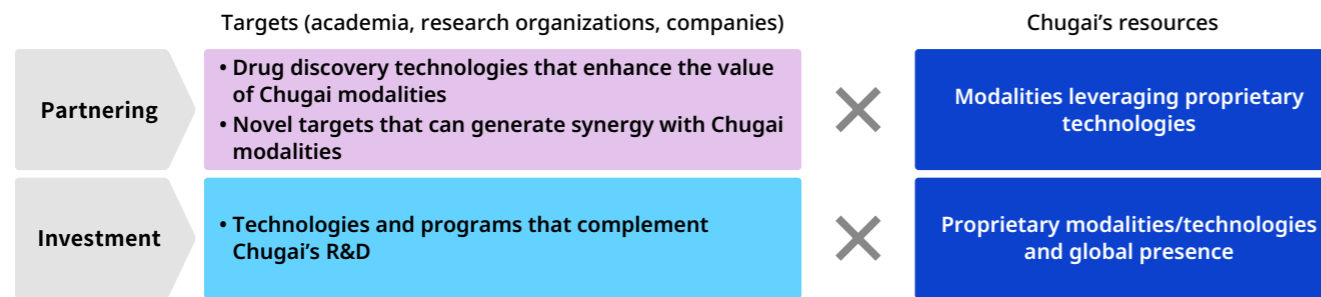 Targets (academia, research organizations, companies)
Chugai’s resources
Partnering
• Drug discovery technologies that enhance the value
of Chugai modalities
• Novel targets that can generate synergy with Chugai
modalities
Modalities leveraging proprietary
technologies
Investment
• Technologies and programs that complement
Chugai’s R&D
Proprietary modalities/technologies
and global presence